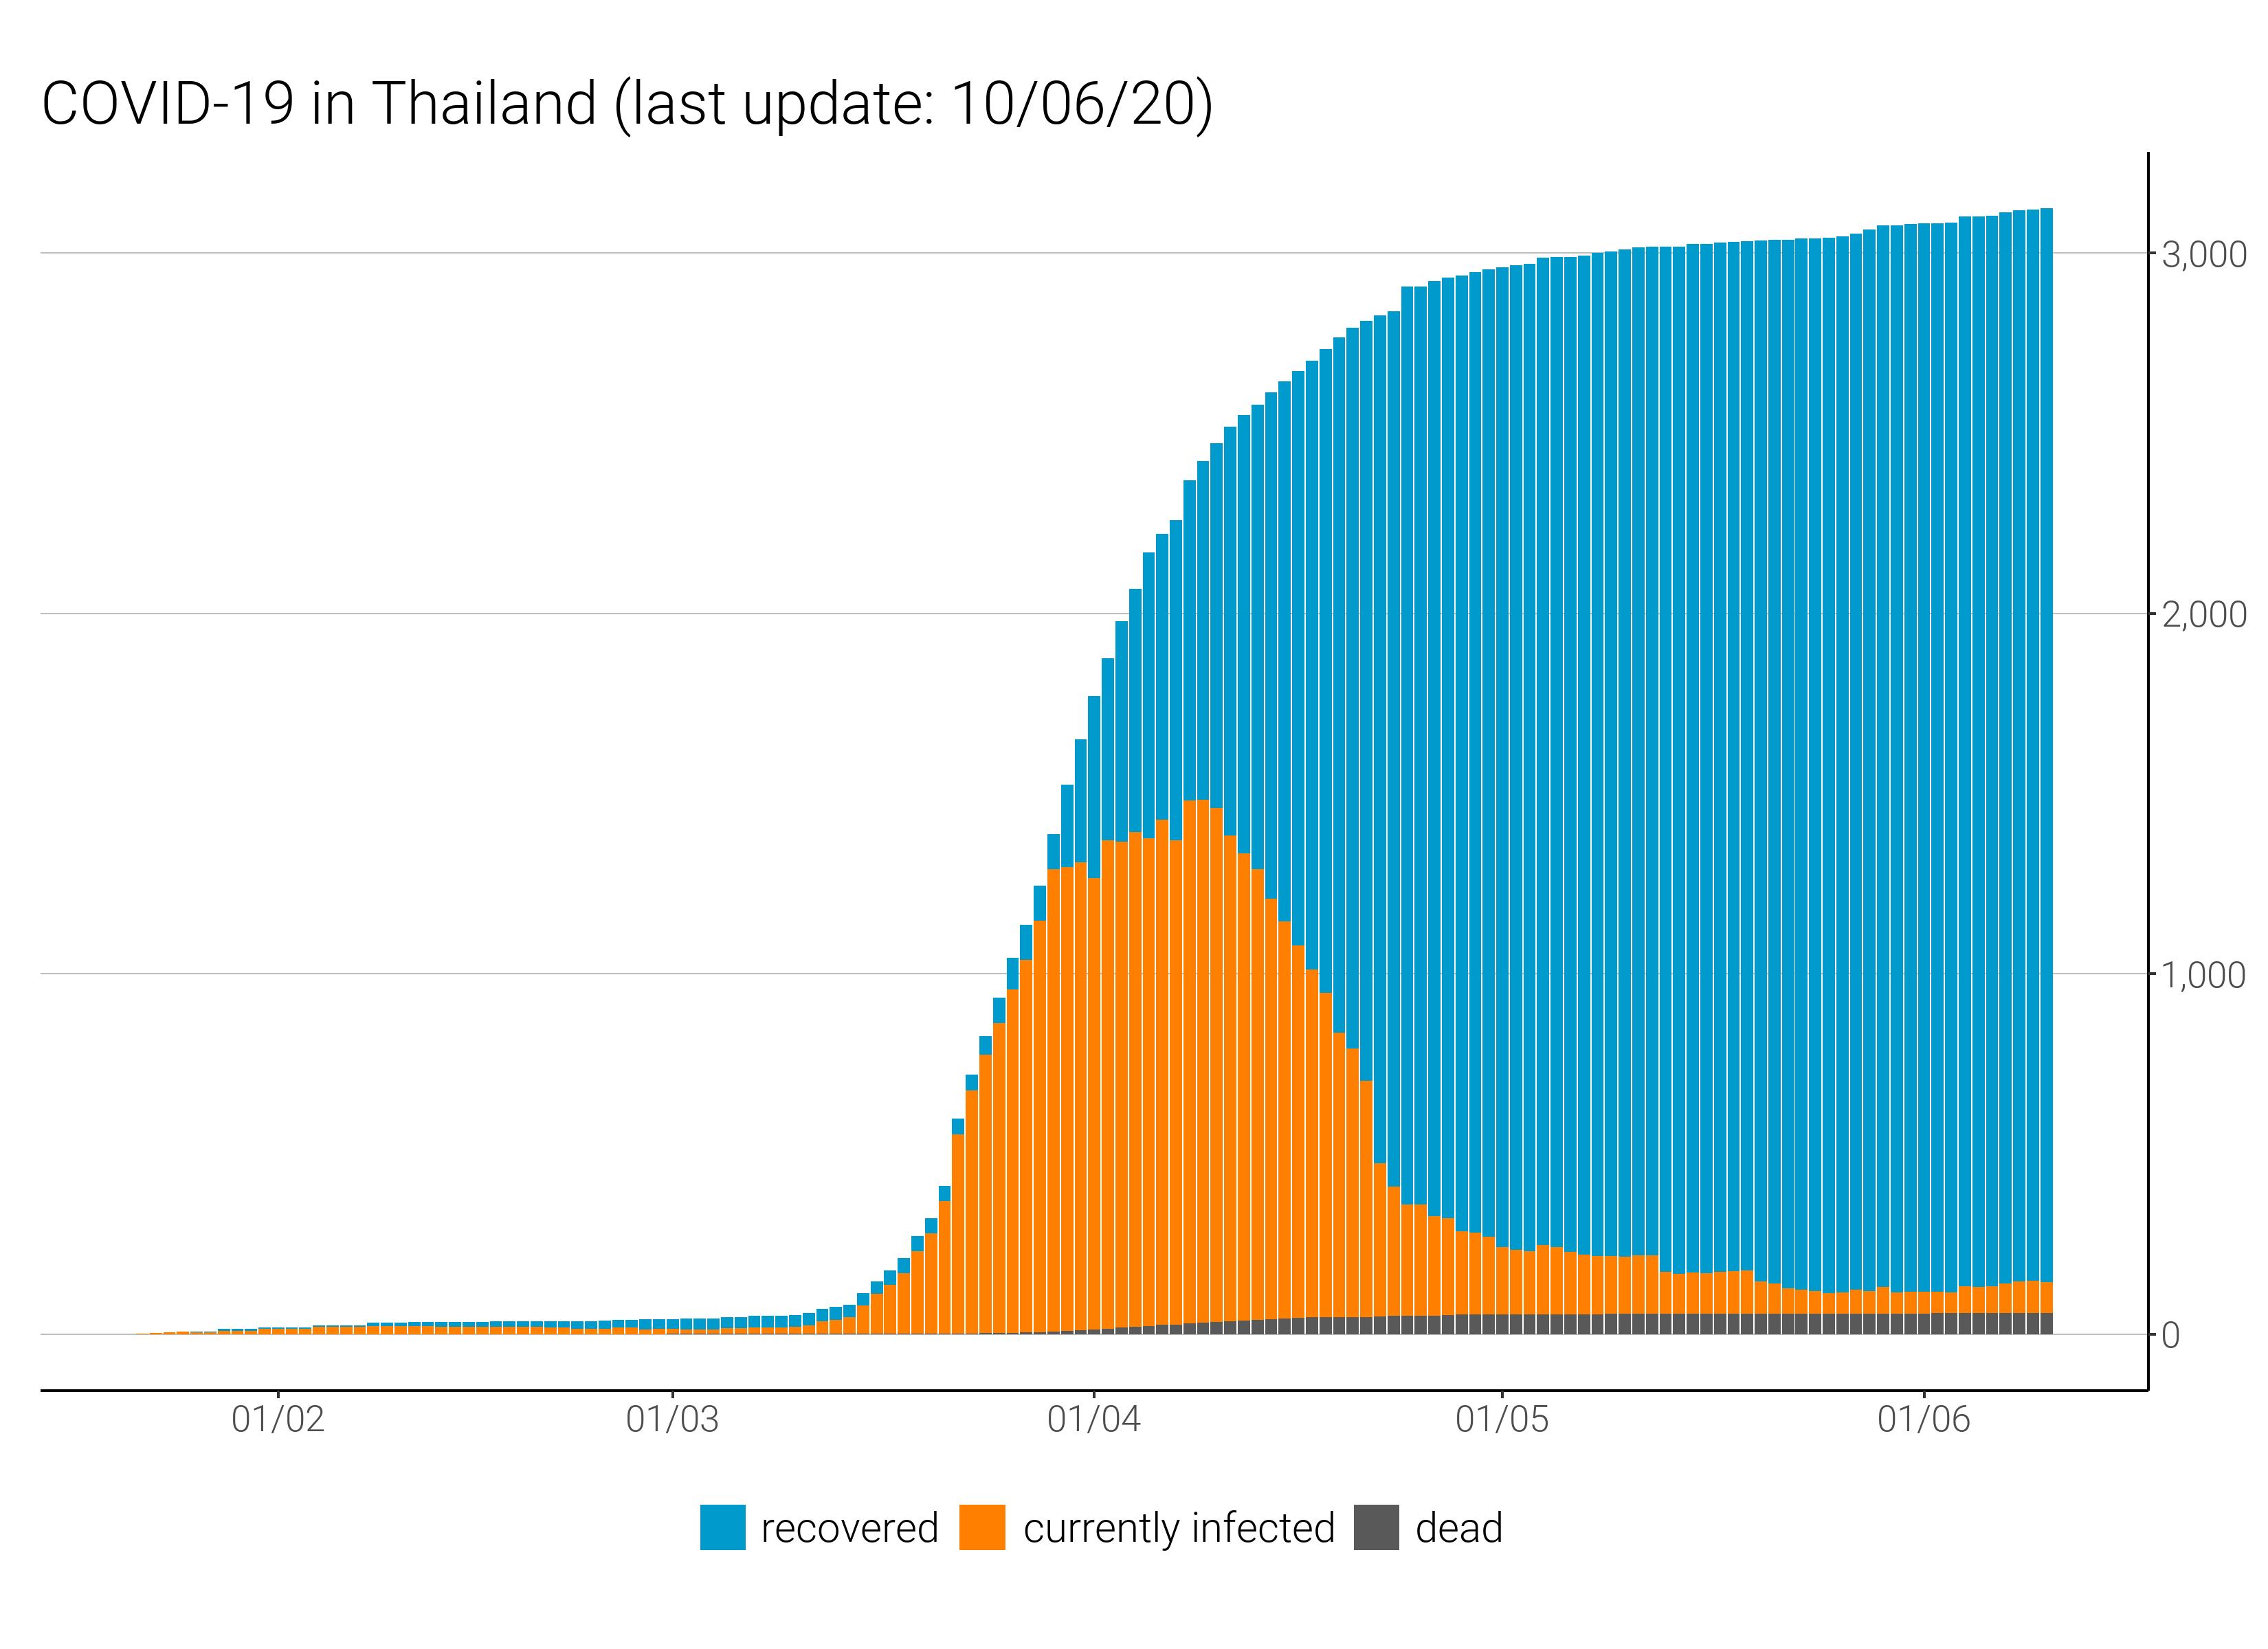 COVID-19 in Thailand (last update: 10/06/20)
3,000
2,000
1,000
0
01/02 01/03 01/04 01/05 01/06
recovered currently infected dead